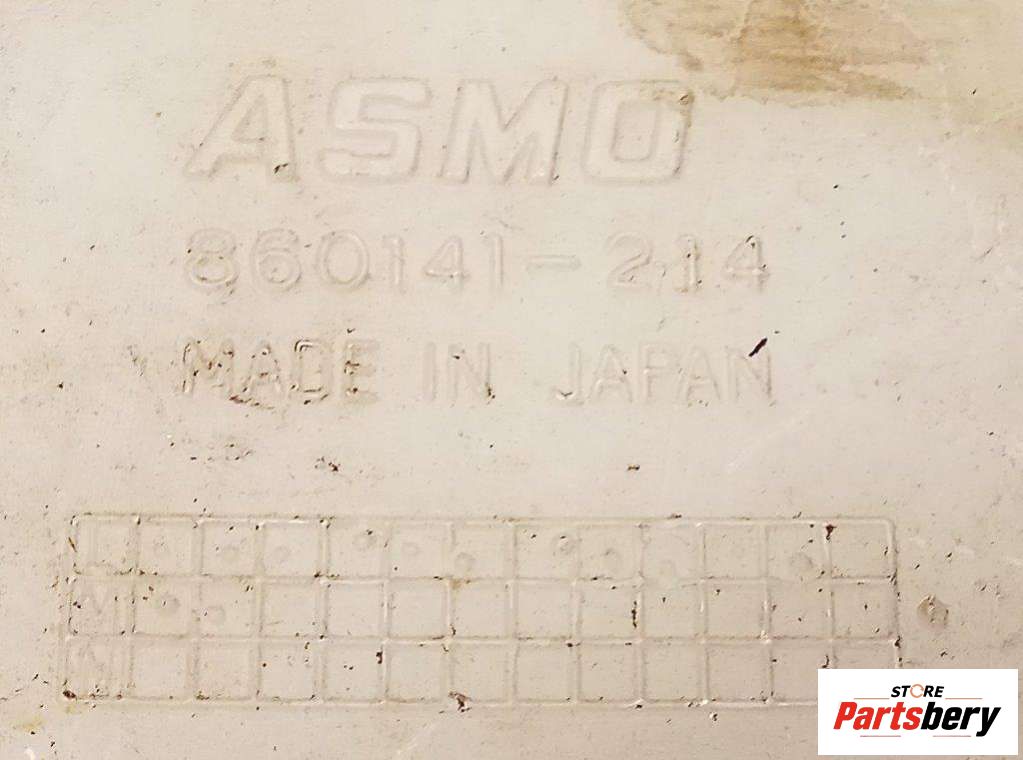 ASMO
860141-214
MADE IN JAPAN
M
N
STORE
Partsbery